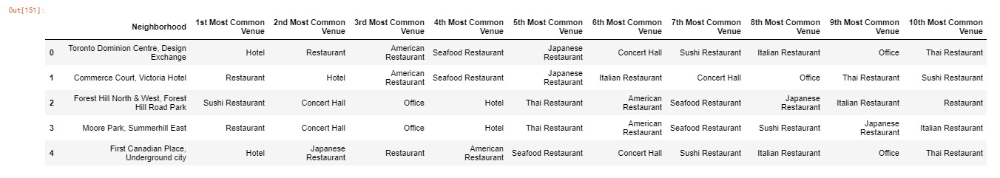 Out[151]:
Neighborhood 1st Most Common Venue 2nd Most Common Venue 3rd Most Common Venue 4th Most Common Venue 5th Most Common Venue 6th Most Common Venue 7th Most Common Venue 8th Most Common Venue 9th Most Common Venue 10th Most Common Venue
0 Toronto Dominion Centre, Design Exchange Hotel Restaurant American Restaurant Seafood Restaurant Japanese Restaurant Concert Hall Sushi Restaurant Italian Restaurant Office Thai Restaurant
1 Commerce Court, Victoria Hotel Restaurant Hotel American Restaurant Seafood Restaurant Japanese Restaurant Italian Restaurant Concert Hall Office Thai Restaurant Sushi Restaurant
2 Forest Hill North & West, Forest Hill Road Park Sushi Restaurant Concert Hall Office Hotel Thai Restaurant American Restaurant Seafood Restaurant Japanese Restaurant Italian Restaurant Restaurant
3 Moore Park, Summerhill East Restaurant Concert Hall Office Hotel Thai Restaurant American Restaurant Seafood Restaurant Sushi Restaurant Japanese Restaurant Italian Restaurant
4 First Canadian Place, Underground city Hotel Japanese Restaurant Restaurant American Restaurant Seafood Restaurant Concert Hall Sushi Restaurant Italian Restaurant Office Thai Restaurant